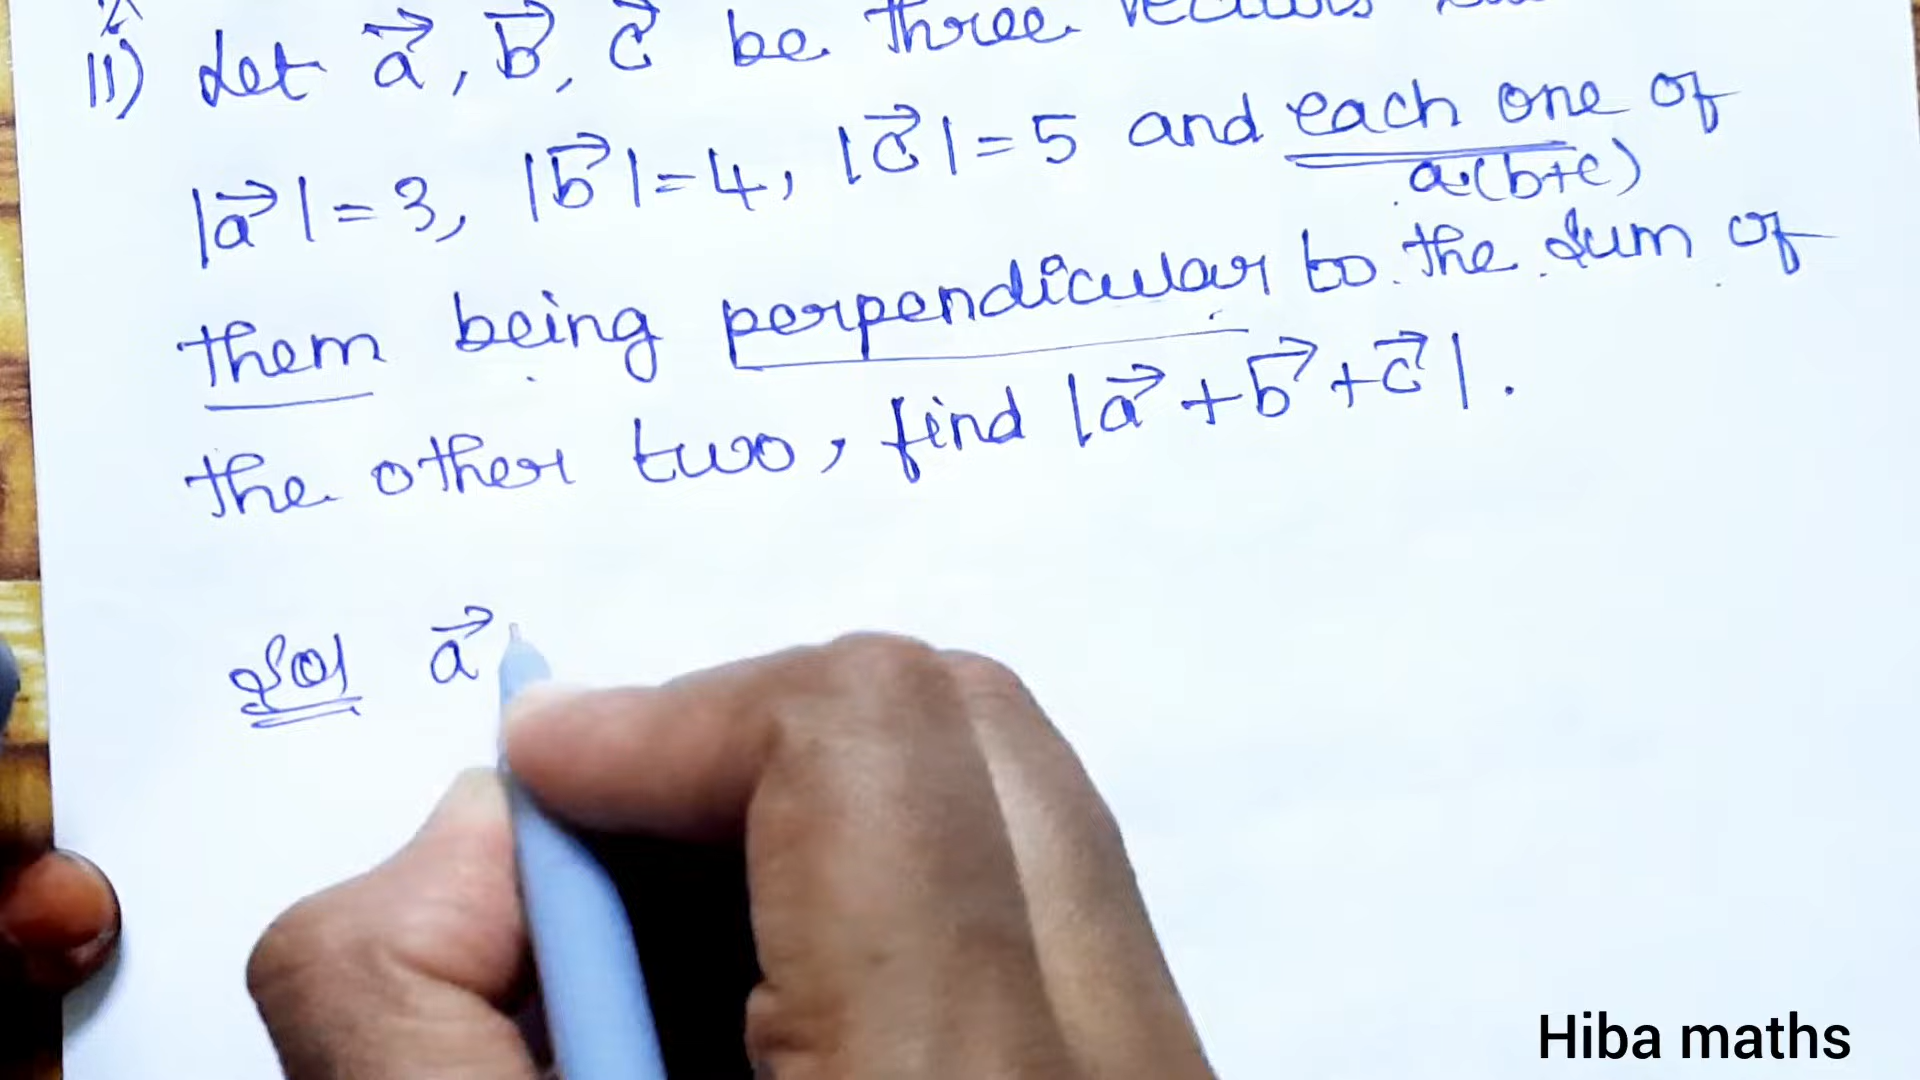 11) Let a⃗, b⃗, c⃗ be three vectors
|a⃗| = 3, |b⃗| = 4, |c⃗| = 5 and each one of
a.(b+c)
them being perpendicular to the sum of
the other two, find |a⃗ + b⃗ + c⃗|.
Sol a⃗
Hiba maths